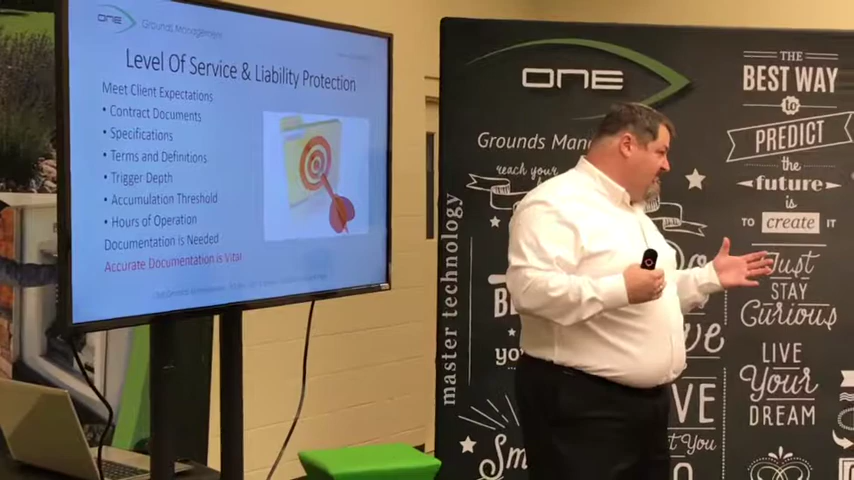 ONE
Grounds Management
Level Of Service & Liability Protection
Meet Client Expectations
• Contract Documents
• Specifications
• Terms and Definitions
• Trigger Depth
• Accumulation Threshold
• Hours of Operation
Documentation is Needed
Accurate Documentation is Vital
ONE
Grounds
reach your
master technology
THE
BEST WAY
to
PREDICT
the
future
is
to create it
Just
STAY
CURIOUS
LIVE
Your
DREAM